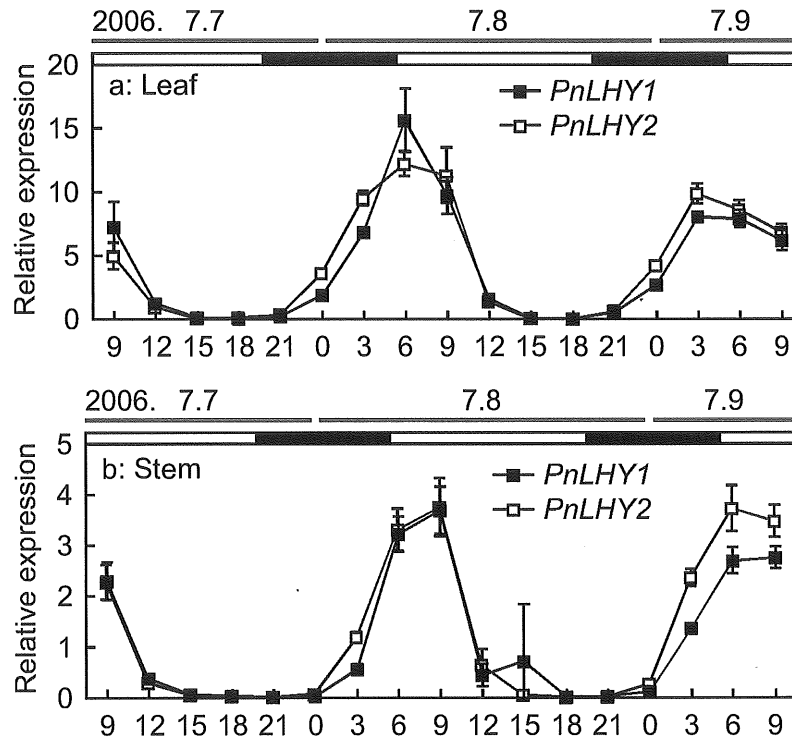 2006. 7.7 7.8 7.9
a: Leaf
PnLHY1
PnLHY2
Relative expression
20
15
10
5
0
9 12 15 18 21 0 3 6 9 12 15 18 21 0 3 6 9
2006. 7.7 7.8 7.9
b: Stem
PnLHY1
PnLHY2
Relative expression
5
4
3
2
1
0
9 12 15 18 21 0 3 6 9 12 15 18 21 0 3 6 9